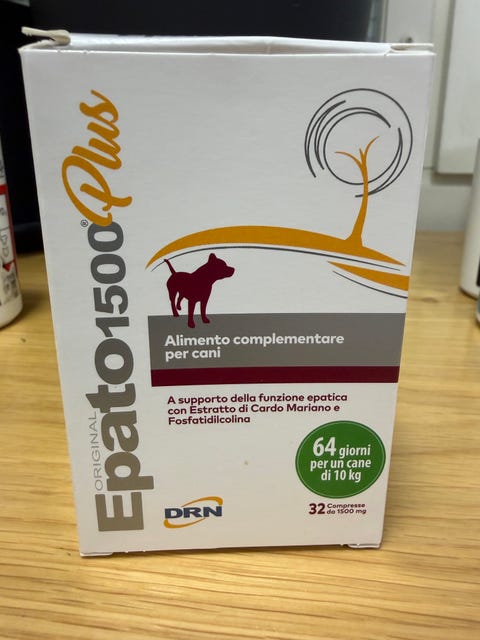 ORIGINAL
Epato1500® Plus
Alimento complementare
per cani
A supporto della funzione epatica
con Estratto di Cardo Mariano e
Fosfatidilcolina
64 giorni
per un cane
di 10 kg
DRN
32 Compresse
da 1500 mg